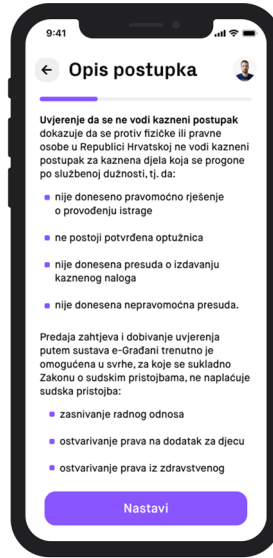 9:41
Opis postupka
Uvjerenje da se ne vodi kazneni postupak
dokazuje da se protiv fizičke ili pravne
osobe u Republici Hrvatskoj ne vodi kazneni
postupak za kaznena djela koja se progone
po službenoj dužnosti, tj. da:
nije doneseno pravomoćno rješenje
o provođenju istrage
ne postoji potvrđena optužnica
nije donesena presuda o izdavanju
kaznenog naloga
nije donesena nepravomoćna presuda.
Predaja zahtjeva i dobivanje uvjerenja
putem sustava e-Građani trenutno je
omogućena u svrhe, za koje se sukladno
Zakonu o sudskim pristojbama, ne naplaćuje
sudska pristojba:
zasnivanje radnog odnosa
ostvarivanje prava na dodatak za djecu
ostvarivanje prava iz zdravstvenog
Nastavi